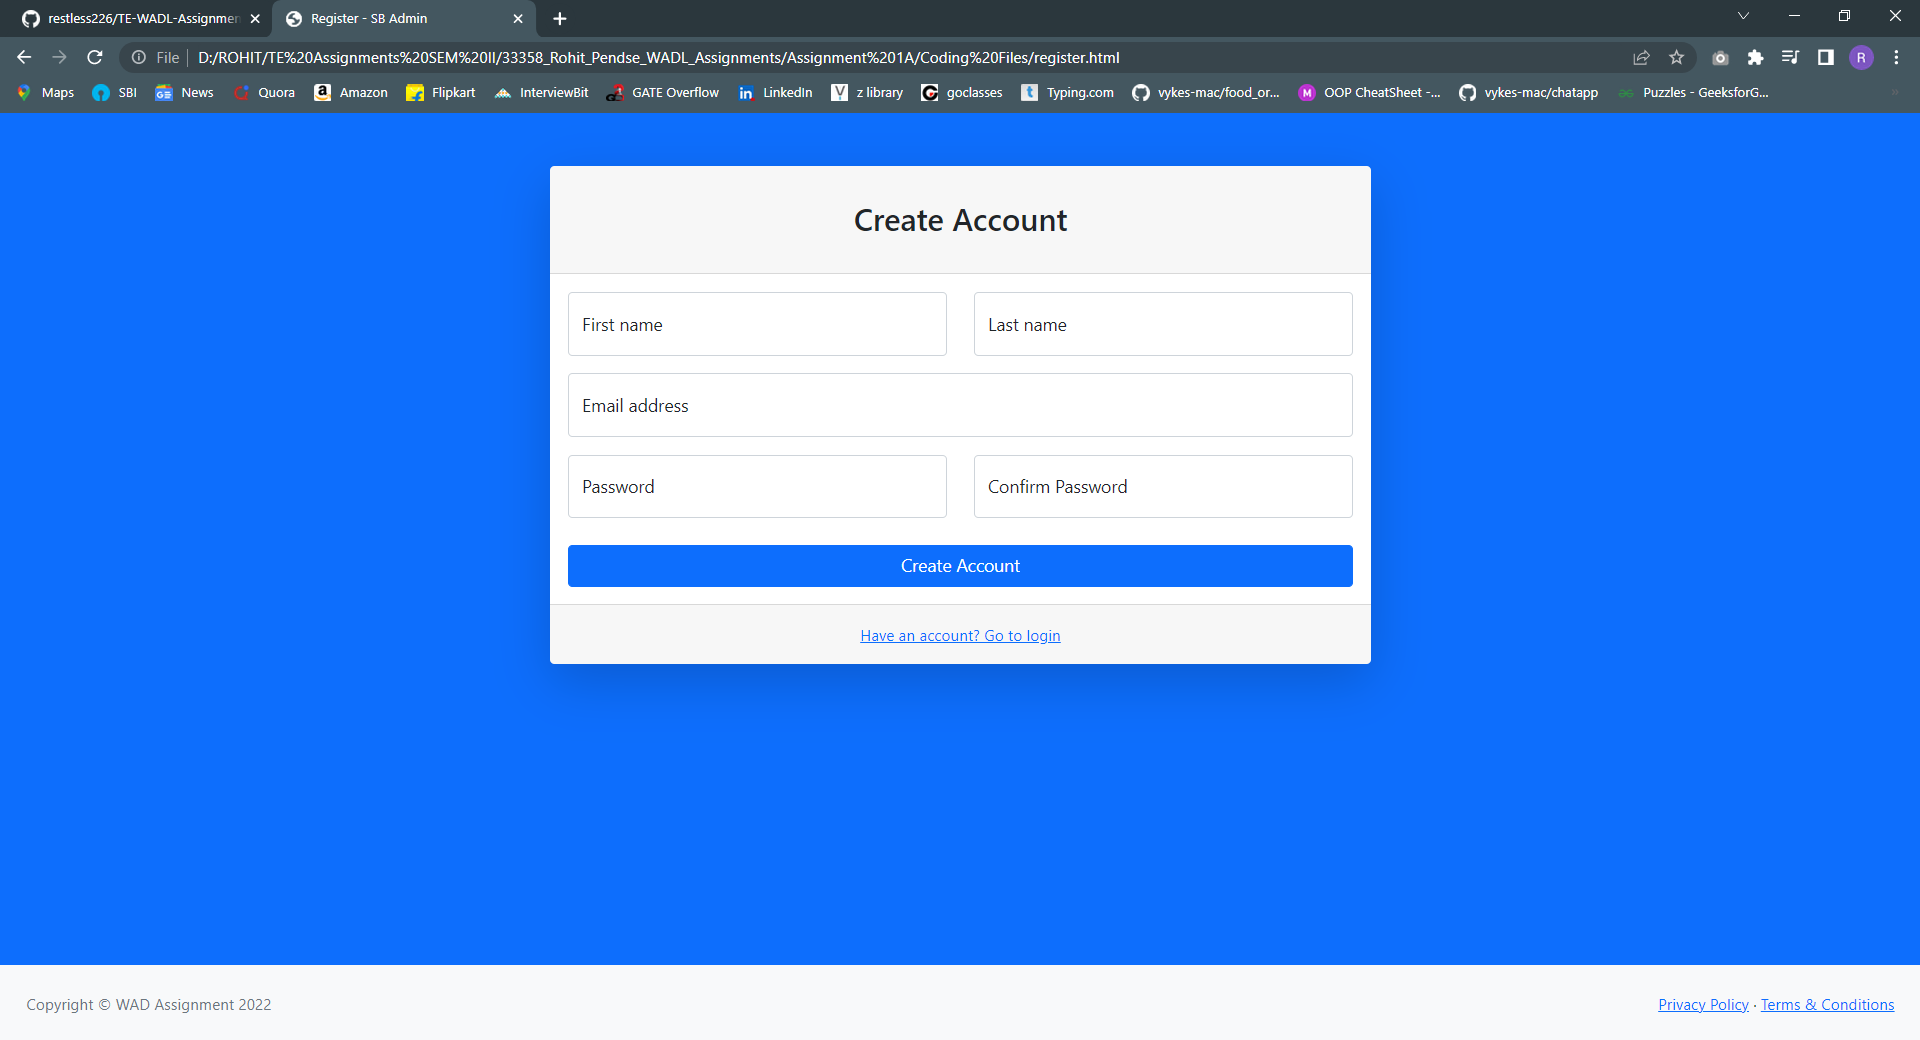 restless226/TE-WADL-Assignmen
Register - SB Admin
File
D:/ROHIT/TE%20Assignments%20SEM%20II/33358_Rohit_Pendse_WADL_Assignments/Assignment%201A/Coding%20Files/register.html
R
Maps
SBI
News
Quora
Amazon
Flipkart
InterviewBit
GATE Overflow
LinkedIn
z library
goclasses
Typing.com
vykes-mac/food_or...
OOP CheatSheet -...
vykes-mac/chatapp
Puzzles - GeeksforG...
Create Account
First name
Last name
Email address
Password
Confirm Password
Create Account
Have an account? Go to login
Copyright © WAD Assignment 2022
Privacy Policy · Terms & Conditions